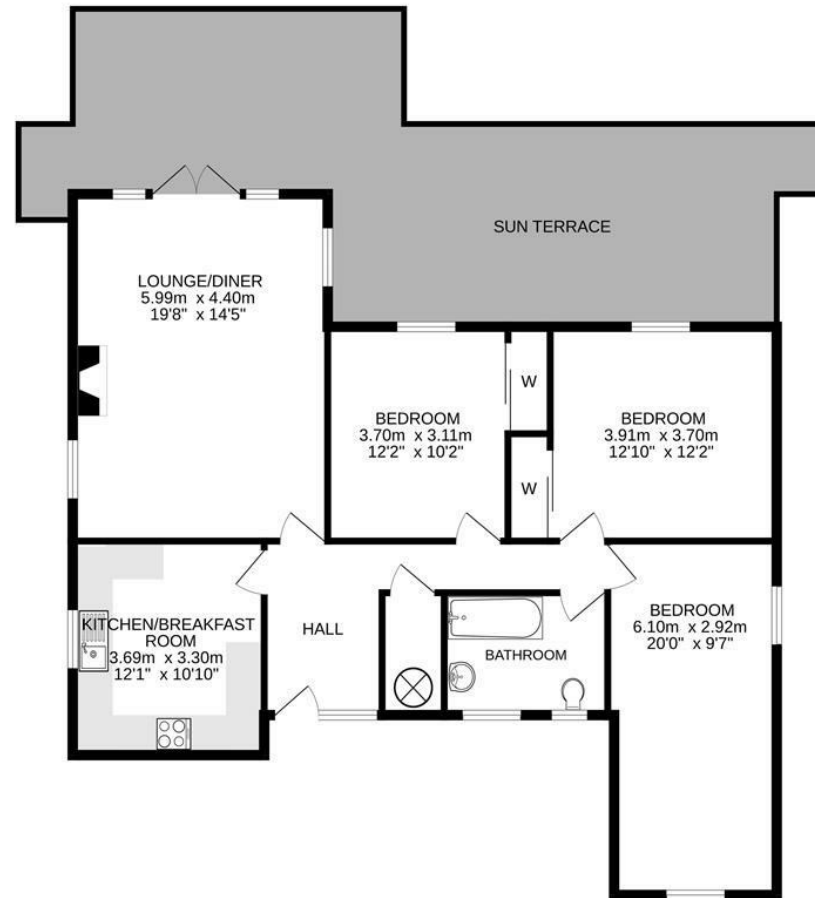 SUN TERRACE
LOUNGE/DINER
5.99m x 4.40m
19'8" x 14'5"
W
BEDROOM
3.70m x 3.11m
12'2" x 10'2"
BEDROOM
3.91m x 3.70m
12'10" x 12'2"
W
KITCHEN/BREAKFAST
ROOM
3.69m x 3.30m
12'1" x 10'10"
HALL
BATHROOM
BEDROOM
6.10m x 2.92m
20'0" x 9'7"